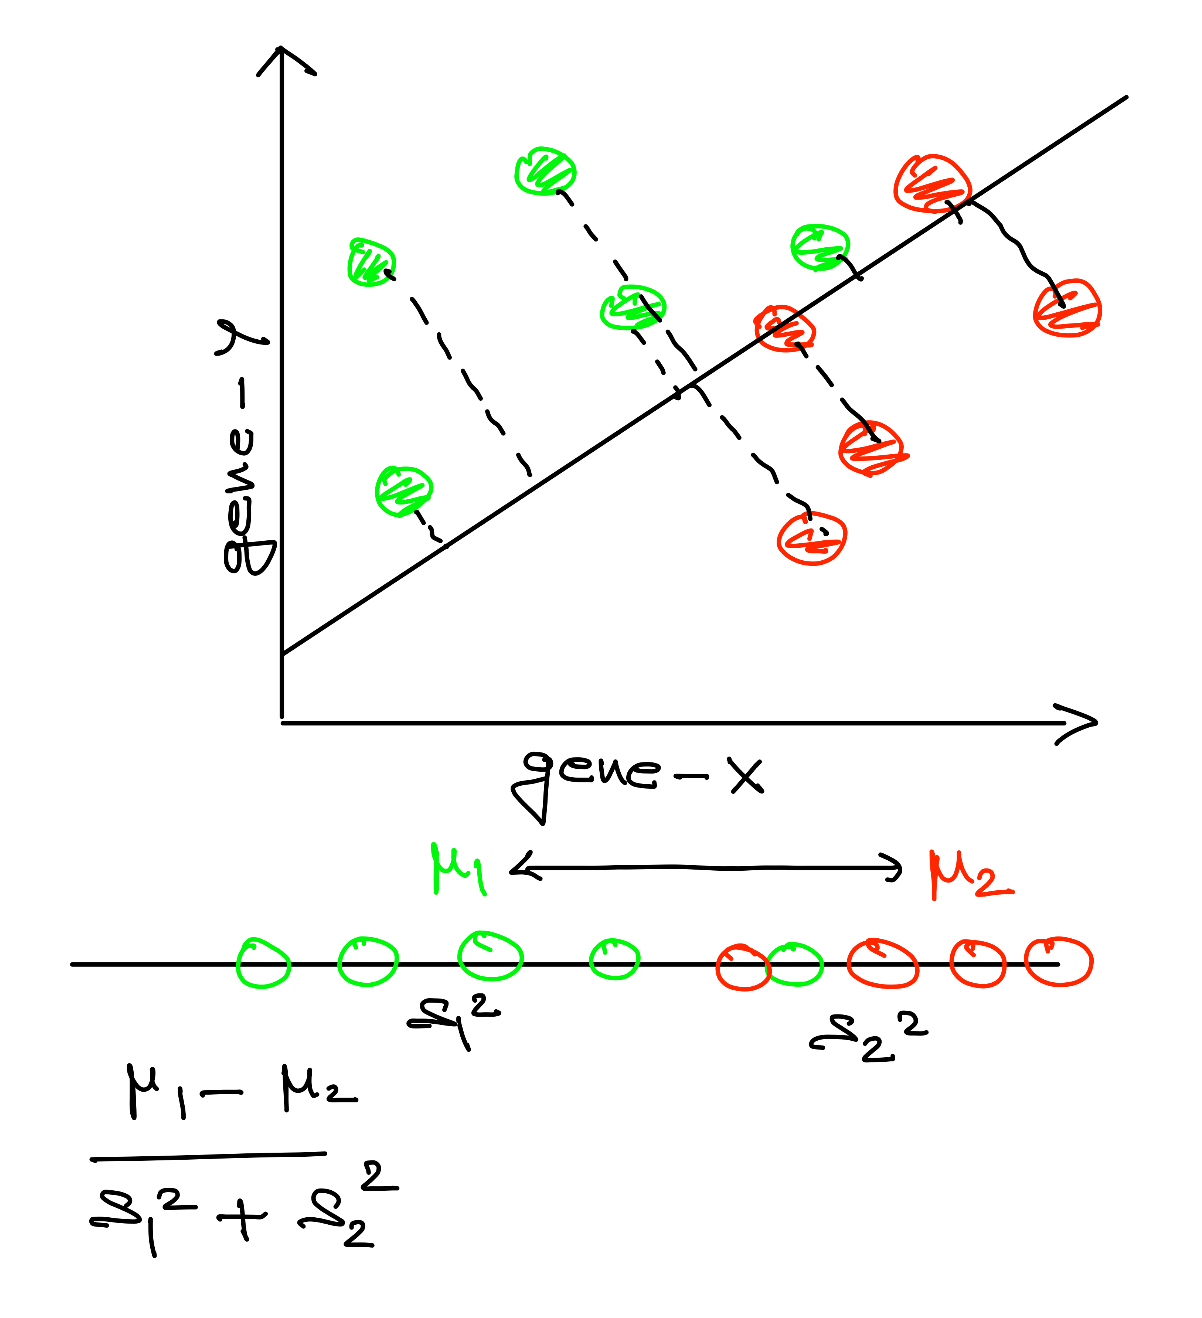 gene - Y
gene - X
μ1 μ2
s1² s2²
μ1 - μ2
s1² + s2²